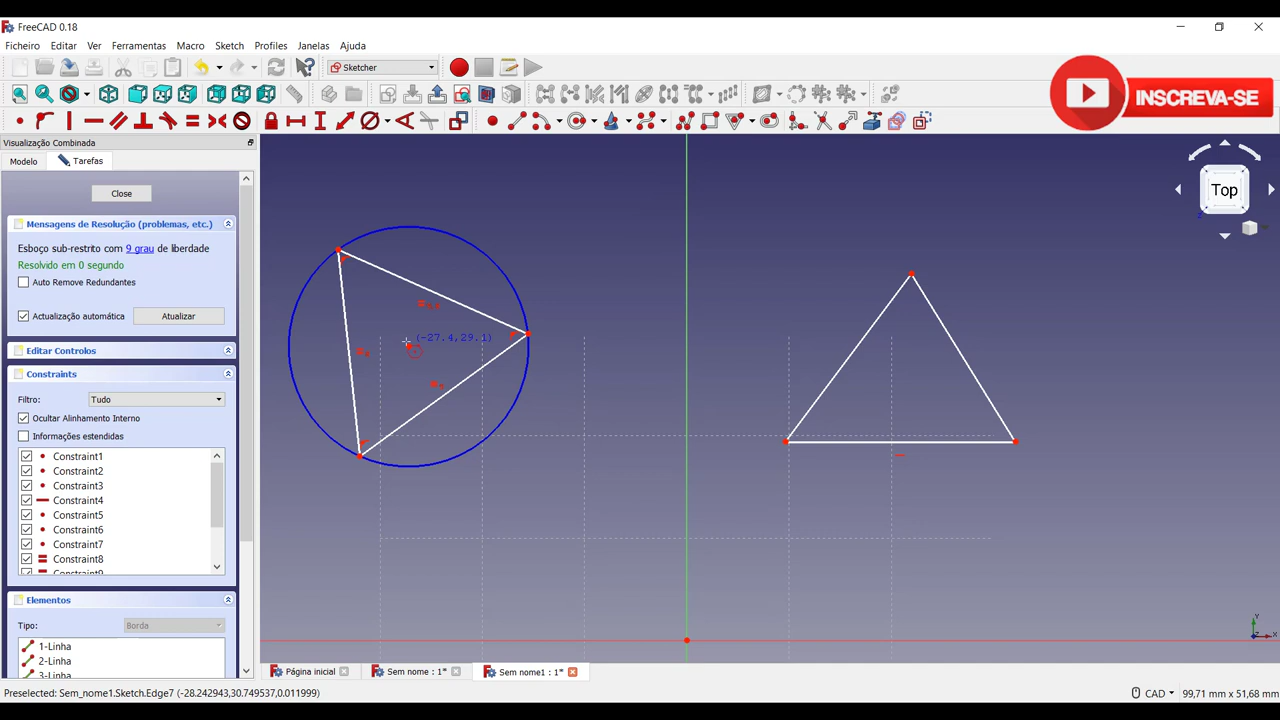 FreeCAD 0.18
Ficheiro Editar Ver Ferramentas Macro Sketch Profiles Janelas Ajuda
Sketcher
INSCREVA-SE
Visualização Combinada
Modelo Tarefas
Close
Mensagens de Resolução (problemas, etc.)
Esboço sub-restrito com 9 grau de liberdade
Resolvido em 0 segundo
Auto Remove Redundantes
Actualização automática Atualizar
Editar Controlos
Constraints
Filtro: Tudo
Ocultar Alinhamento Interno
Informações estendidas
Constraint1
Constraint2
Constraint3
Constraint4
Constraint5
Constraint6
Constraint7
Constraint8
Constraint9
Elementos
Tipo: Borda
1-Linha
2-Linha
3-Linha
(-27.4,29.1)
Top
Z
Y
X
Página inicial Sem nome : 1* Sem nome1 : 1*
Preselected: Sem_nome1.Sketch.Edge7 (-28.242943,30.749537,0.011999) CAD 99,71 mm x 51,68 mm